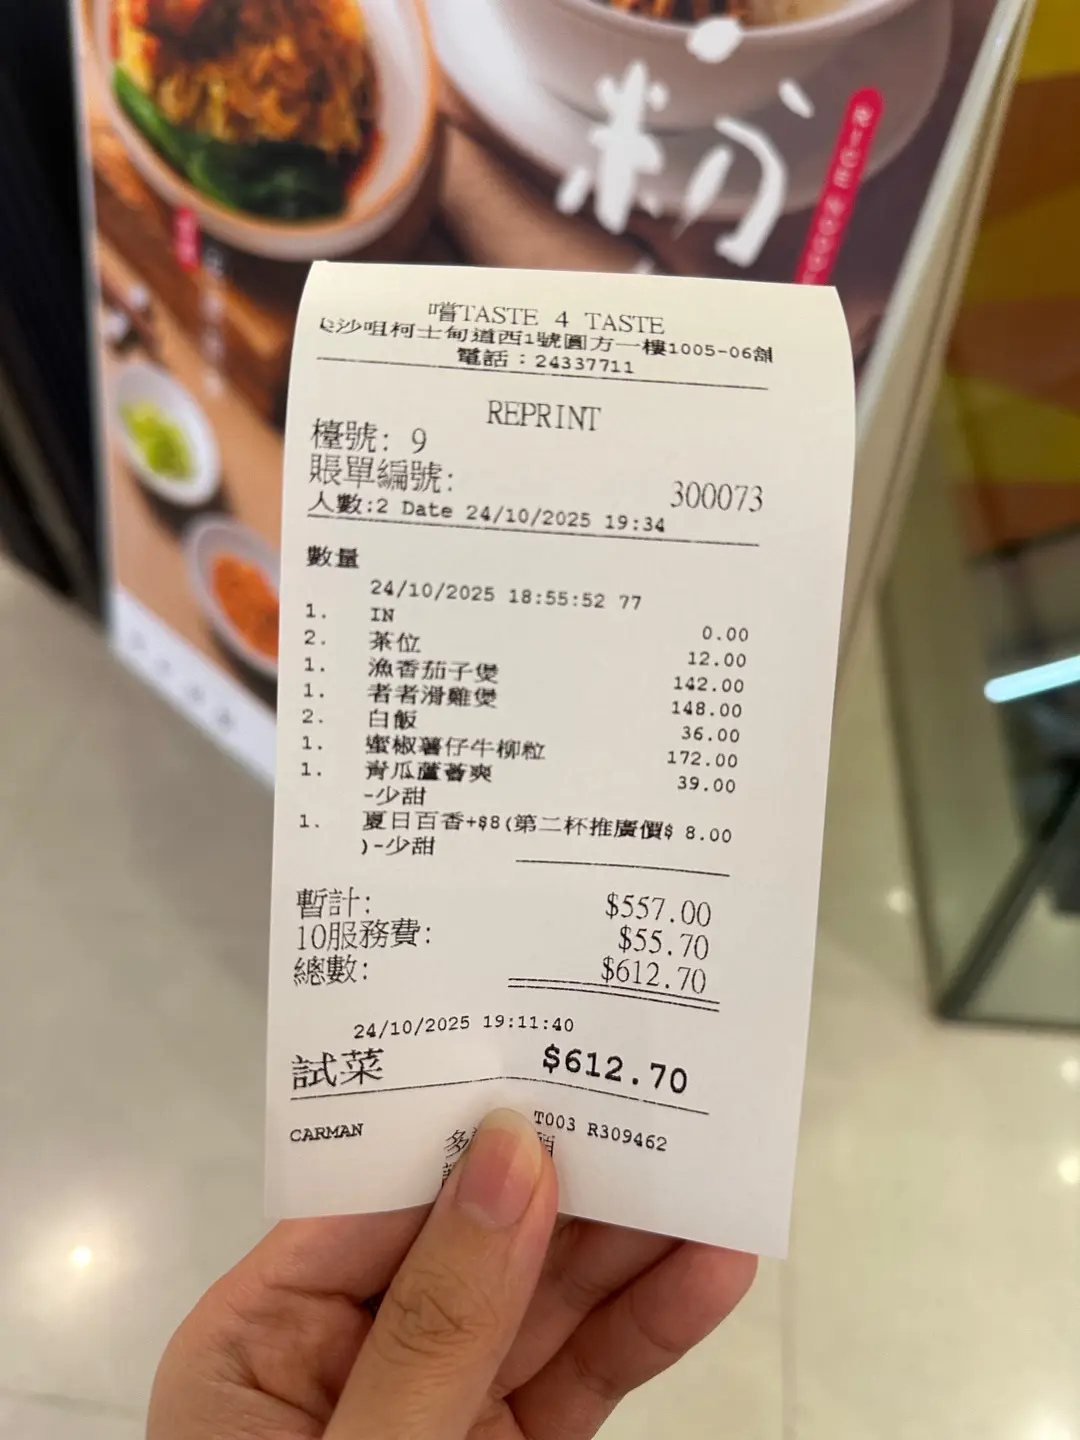 粉
RICE NOOD
嚐TASTE 4 TASTE
沙咀柯士甸道西1號圓方一樓1005-06舖
電話：24337711
REPRINT
檯號: 9
賬單編號: 300073
人數:2 Date 24/10/2025 19:34
數量
24/10/2025 18:55:52 77
1. IN 0.00
2. 茶位 12.00
1. 漁香茄子煲 142.00
1. 者者滑雞煲 148.00
2. 白飯 36.00
1. 蜜椒薯仔牛柳粒 172.00
1. 青瓜蘆薈爽 39.00
-少甜
1. 夏日百香+$8(第二杯推廣價$ 8.00
)-少甜
暫計: $557.00
10服務費: $55.70
總數: $612.70
24/10/2025 19:11:40
試菜 $612.70
CARMAN T003 R309462
多